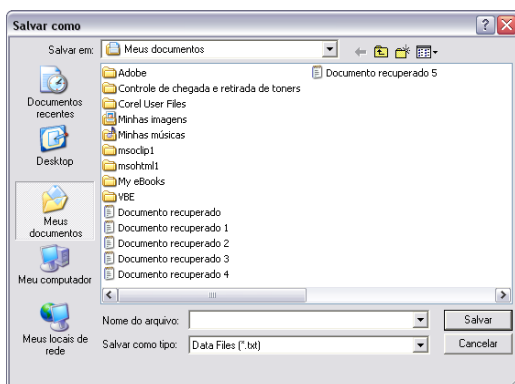 Salvar como
Salvar em:
Meus documentos
Documentos recentes
Desktop
Meus documentos
Meu computador
Meus locais de rede
Adobe
Controle de chegada e retirada de toners
Corel User Files
Minhas imagens
Minhas músicas
msoclip1
msohtml1
My eBooks
VBE
Documento recuperado
Documento recuperado 1
Documento recuperado 2
Documento recuperado 3
Documento recuperado 4
Documento recuperado 5
Nome do arquivo:
Salvar
Salvar como tipo:
Data Files (*.txt)
Cancelar